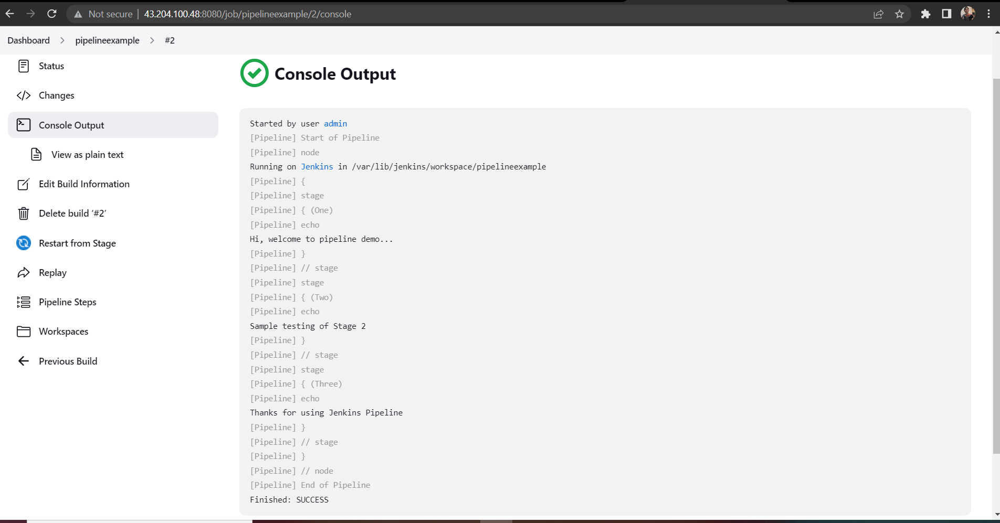 Not secure | 43.204.100.48:8080/job/pipelineexample/2/console
Dashboard > pipelineexample > #2
Status
Changes
Console Output
View as plain text
Edit Build Information
Delete build ‘#2’
Restart from Stage
Replay
Pipeline Steps
Workspaces
Previous Build
Console Output
Started by user admin
[Pipeline] Start of Pipeline
[Pipeline] node
Running on Jenkins in /var/lib/jenkins/workspace/pipelineexample
[Pipeline] {
[Pipeline] stage
[Pipeline] { (One)
[Pipeline] echo
Hi, welcome to pipeline demo...
[Pipeline] }
[Pipeline] // stage
[Pipeline] stage
[Pipeline] { (Two)
[Pipeline] echo
Sample testing of Stage 2
[Pipeline] }
[Pipeline] // stage
[Pipeline] stage
[Pipeline] { (Three)
[Pipeline] echo
Thanks for using Jenkins Pipeline
[Pipeline] }
[Pipeline] // stage
[Pipeline] }
[Pipeline] // node
[Pipeline] End of Pipeline
Finished: SUCCESS